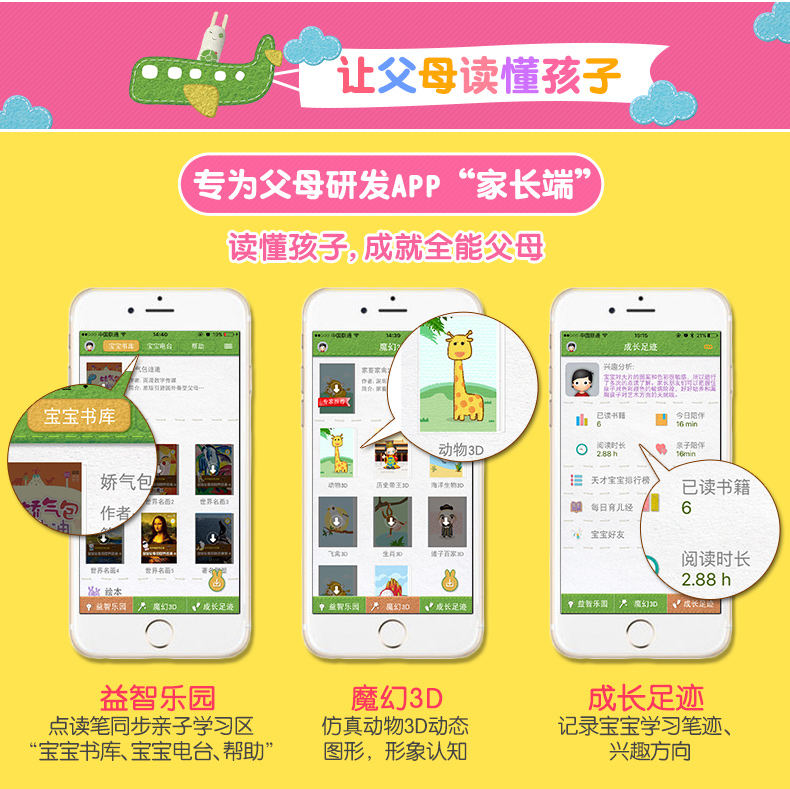 让父母读懂孩子
专为父母研发APP“家长端”
读懂孩子,成就全能父母
中国联通
14:40
宝宝书库
宝宝电台
帮助
宝宝书库
娇气包
作者
世界名画2
世界名画3
世界名画4
世界名画5
绘本
益智乐园
魔幻3D
成长足迹
中国联通
14:39
魔幻3D
专家推荐
动物3D
动物3D
历史帝王3D
海洋生物3D
飞禽3D
生肖3D
诸子百家3D
益智乐园
魔幻3D
成长足迹
中国联通
19:15
21%
成长足迹
兴趣分析:
已读书籍
6
今日陪伴
16 min
阅读时长
2.88 h
亲子陪伴
16min
天才宝宝排行榜
每日育儿经
宝宝好友
已读书籍
6
阅读时长
2.88 h
益智乐园
魔幻3D
成长足迹
益智乐园
点读笔同步亲子学习区
“宝宝书库、宝宝电台、帮助”
魔幻3D
仿真动物3D动态
图形，形象认知
成长足迹
记录宝宝学习笔迹、
兴趣方向